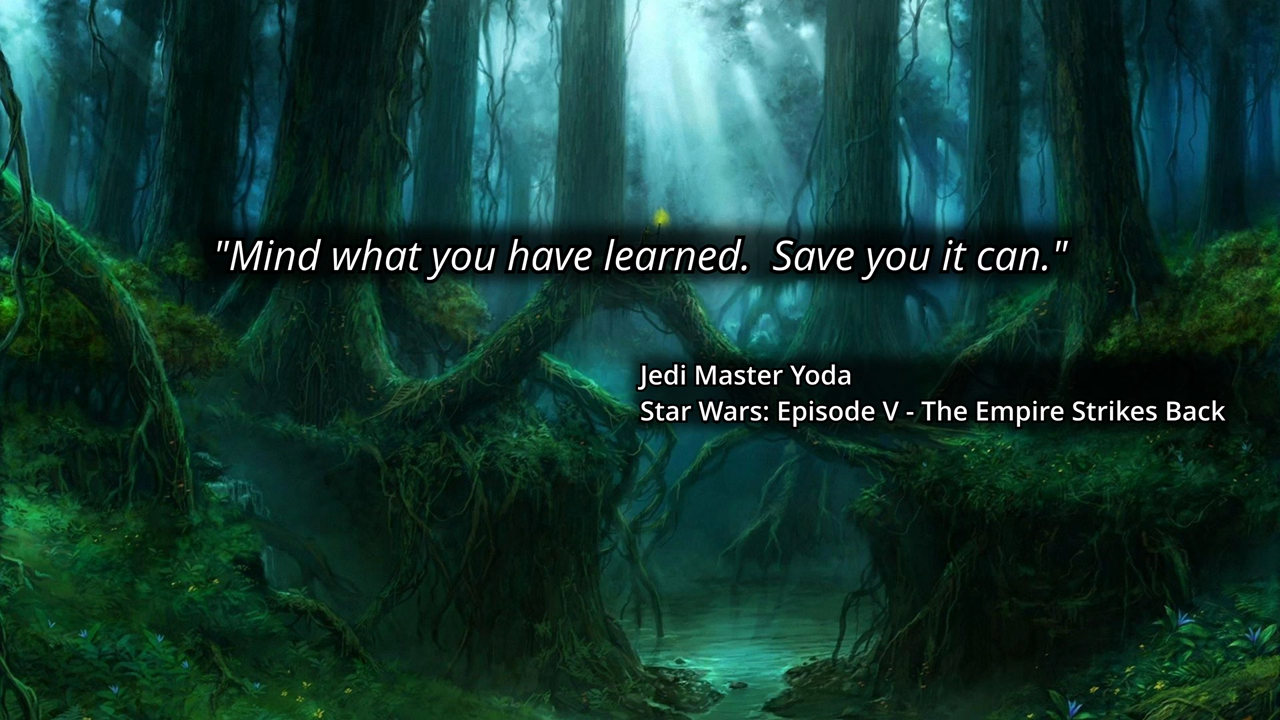 "Mind what you have learned.  Save you it can."
Jedi Master Yoda
Star Wars: Episode V - The Empire Strikes Back